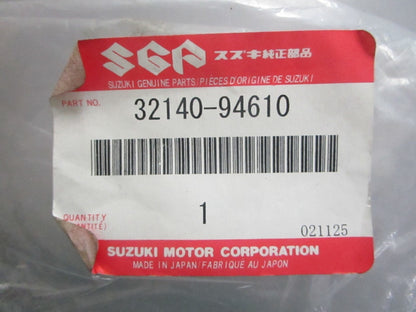 SGP スズキ純正部品
SUZUKI GENUINE PARTS/PIÈCES D'ORIGINE DE SUZUKI
PART NO. 32140-94610
QUANTITY 1
021125
SUZUKI MOTOR CORPORATION
MADE IN JAPAN/FABRIQUE AU JAPON